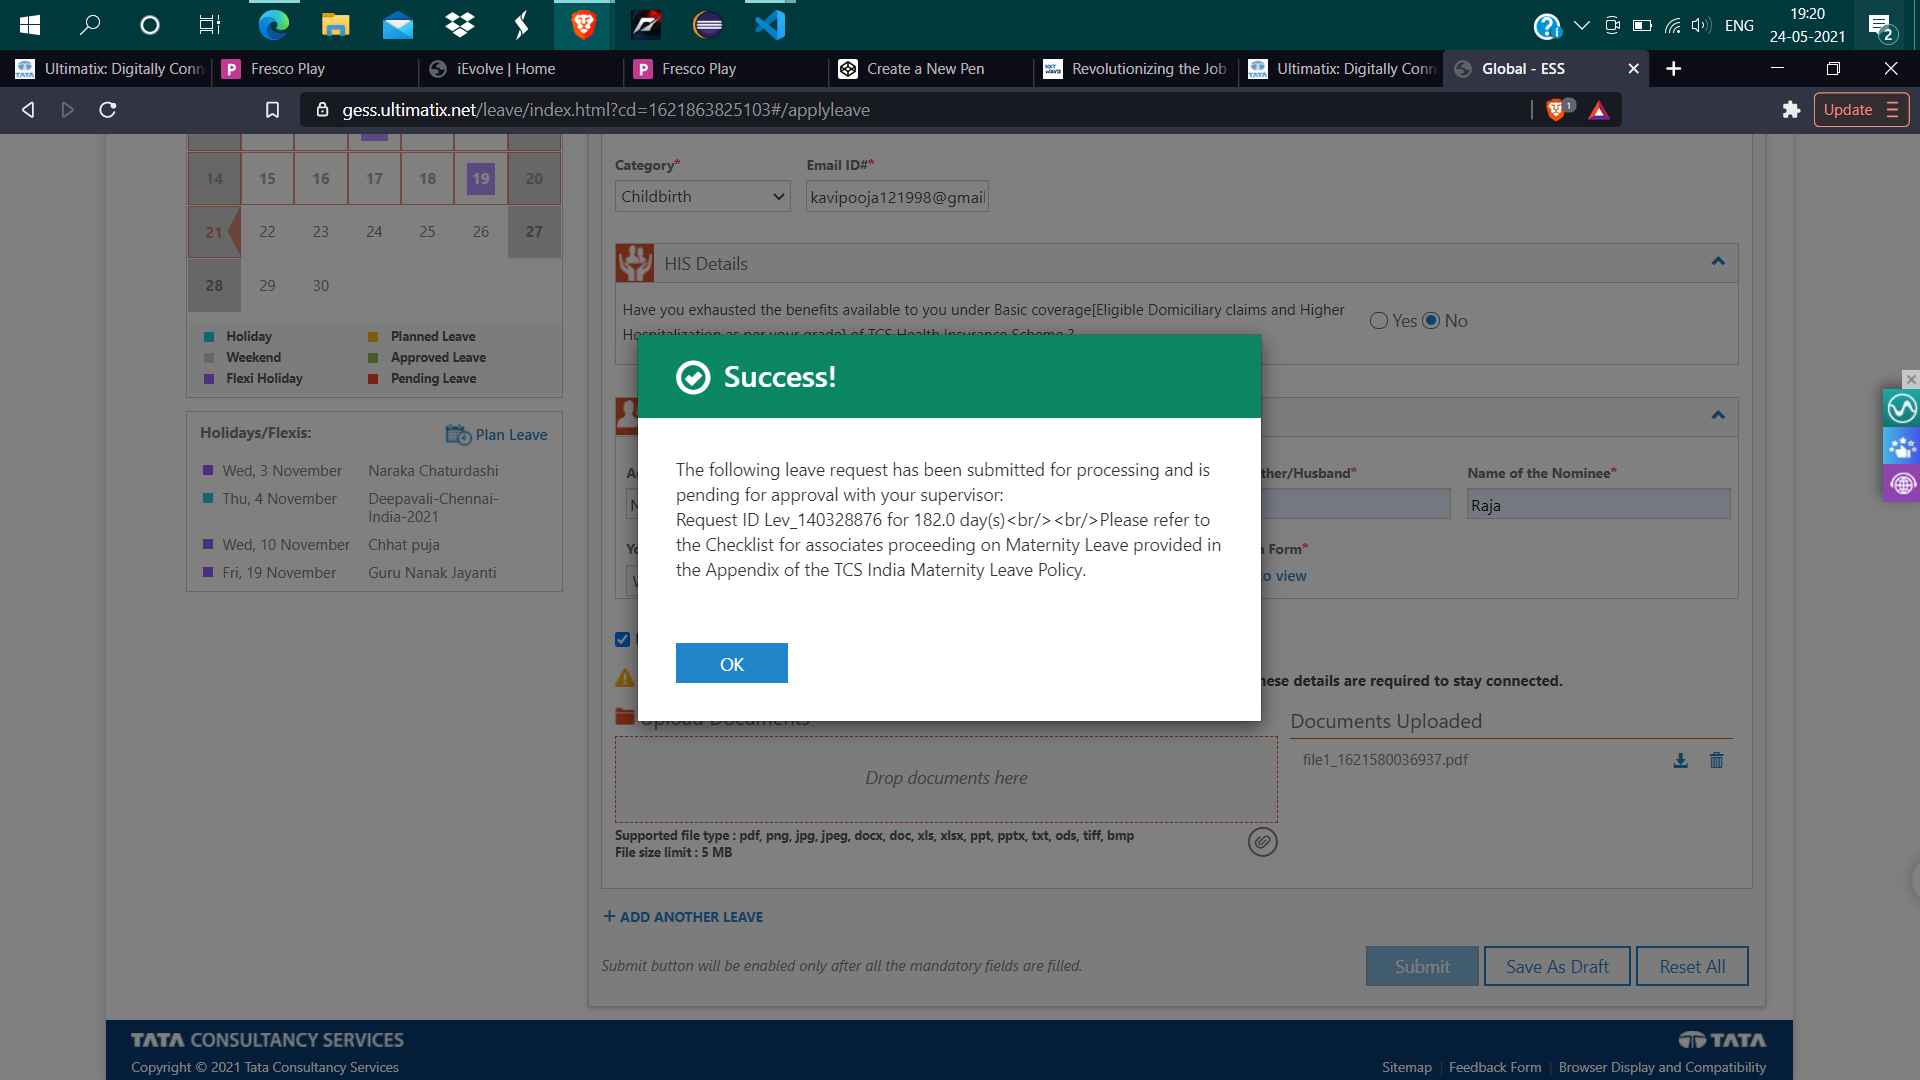 ENG
19:20
24-05-2021
2
Ultimatix: Digitally Conn
Fresco Play
iEvolve | Home
Fresco Play
Create a New Pen
Revolutionizing the Job
Ultimatix: Digitally Conn
Global - ESS
gess.ultimatix.net/leave/index.html?cd=1621863825103#/applyleave
1
Update
14 15 16 17 18 19 20
21 22 23 24 25 26 27
28 29 30
Holiday
Planned Leave
Weekend
Approved Leave
Flexi Holiday
Pending Leave
Holidays/Flexis:
Plan Leave
Wed, 3 November Naraka Chaturdashi
Thu, 4 November Deepavali-Chennai-
India-2021
Wed, 10 November Chhat puja
Fri, 19 November Guru Nanak Jayanti
Category*
Email ID#*
Childbirth
kavipooja121998@gmail
HIS Details
Have you exhausted the benefits available to you under Basic coverage[Eligible Domiciliary claims and Higher
Hospitalization as per your grade] of TCS Health Insurance Scheme ?
Yes No
Success!
The following leave request has been submitted for processing and is
pending for approval with your supervisor:
Request ID Lev_140328876 for 182.0 day(s)<br/><br/>Please refer to
the Checklist for associates proceeding on Maternity Leave provided in
the Appendix of the TCS India Maternity Leave Policy.
OK
ther/Husband*
Name of the Nominee*
Raja
Form*
to view
hese details are required to stay connected.
Upload Documents
Documents Uploaded
Drop documents here
file1_1621580036937.pdf
Supported file type : pdf, png, jpg, jpeg, docx, doc, xls, xlsx, ppt, pptx, txt, ods, tiff, bmp
File size limit : 5 MB
+ ADD ANOTHER LEAVE
Submit button will be enabled only after all the mandatory fields are filled.
Submit
Save As Draft
Reset All
TATA CONSULTANCY SERVICES
TATA
Copyright © 2021 Tata Consultancy Services
Sitemap | Feedback Form | Browser Display and Compatibility